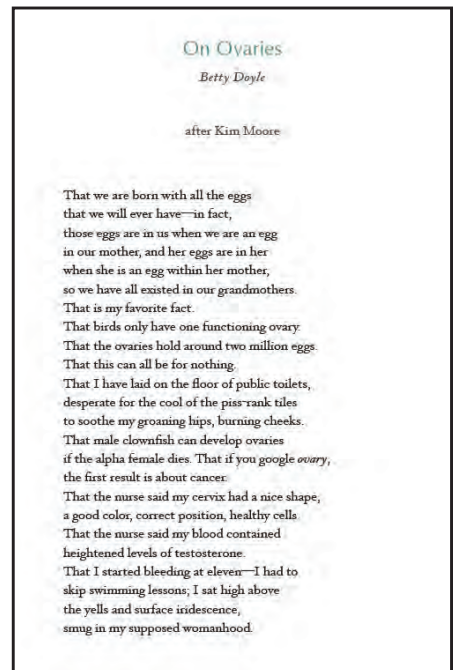 On Ovaries
Betty Doyle
after Kim Moore
That we are born with all the eggs
that we will ever have—in fact,
those eggs are in us when we are an egg
in our mother, and her eggs are in her
when she is an egg within her mother,
so we have all existed in our grandmothers.
That is my favorite fact.
That birds only have one functioning ovary.
That the ovaries hold around two million eggs.
That this can all be for nothing.
That I have laid on the floor of public toilets,
desperate for the cool of the piss-rank tiles
to soothe my groaning hips, burning cheeks.
That male clownfish can develop ovaries
if the alpha female dies. That if you google ovary,
the first result is about cancer.
That the nurse said my cervix had a nice shape,
a good color, correct position, healthy cells.
That the nurse said my blood contained
heightened levels of testosterone.
That I started bleeding at eleven—I had to
skip swimming lessons; I sat high above
the yells and surface iridescence,
smug in my supposed womanhood.